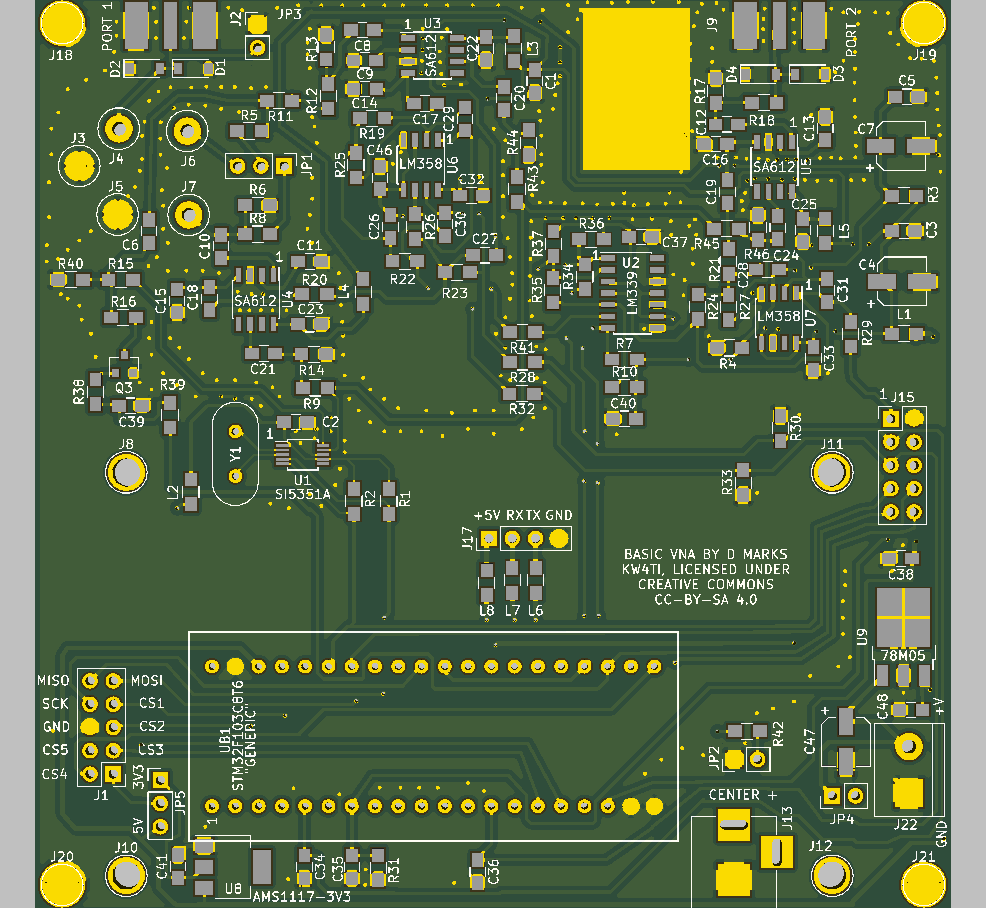 PORT 1
J18
J2
JP3
R13
C8
C9
1
U3
SA612
C22
L3
C1
C20
J9
PORT 2
J19
D2
D1
D4
D3
R17
C5
R12
C14
C17
C29
R19
R11
R5
R18
C12
C13
C7
+
J3
J4
J6
JP1
R25
C46
LM358
1
U6
R44
R43
C16
1
SA612
U5
C32
C19
R3
J5
J7
R6
R8
C6
C10
C26
R26
C30
R36
R37
C37
R45
R46
C25
L5
C3
C11
1
C27
R22
R23
1
U2
LM339
R35
R34
R21
C28
C24
C4
+
R40
R15
R16
C15
C18
SA612
U4
R20
C23
L4
R24
R27
1
LM358
U7
C31
L1
R29
C21
R14
R9
R41
R28
R32
R7
R10
C40
R4
C33
Q3
R38
R39
C39
C2
1
Y1
U1
SI5351A
J8
L2
R2
R1
R30
R33
J11
1
J15
+5V RX TX GND
J17
L8
L7
L6
BASIC VNA BY D MARKS
KW4TI, LICENSED UNDER
CREATIVE COMMONS
CC-BY-SA 4.0
C38
U9
78M05
MISO
MOSI
SCK
CS1
GND
CS2
CS5
CS3
CS4
J1
3V3
JP5
5V
UB1
STM32F103C8T6
"GENERIC"
1
C48
+V
+
C47
R42
JP2
CENTER +
J13
JP4
J22
GND
J20
J10
C41
U8
AMS1117-3V3
C34
C35
R31
C36
J12
J21